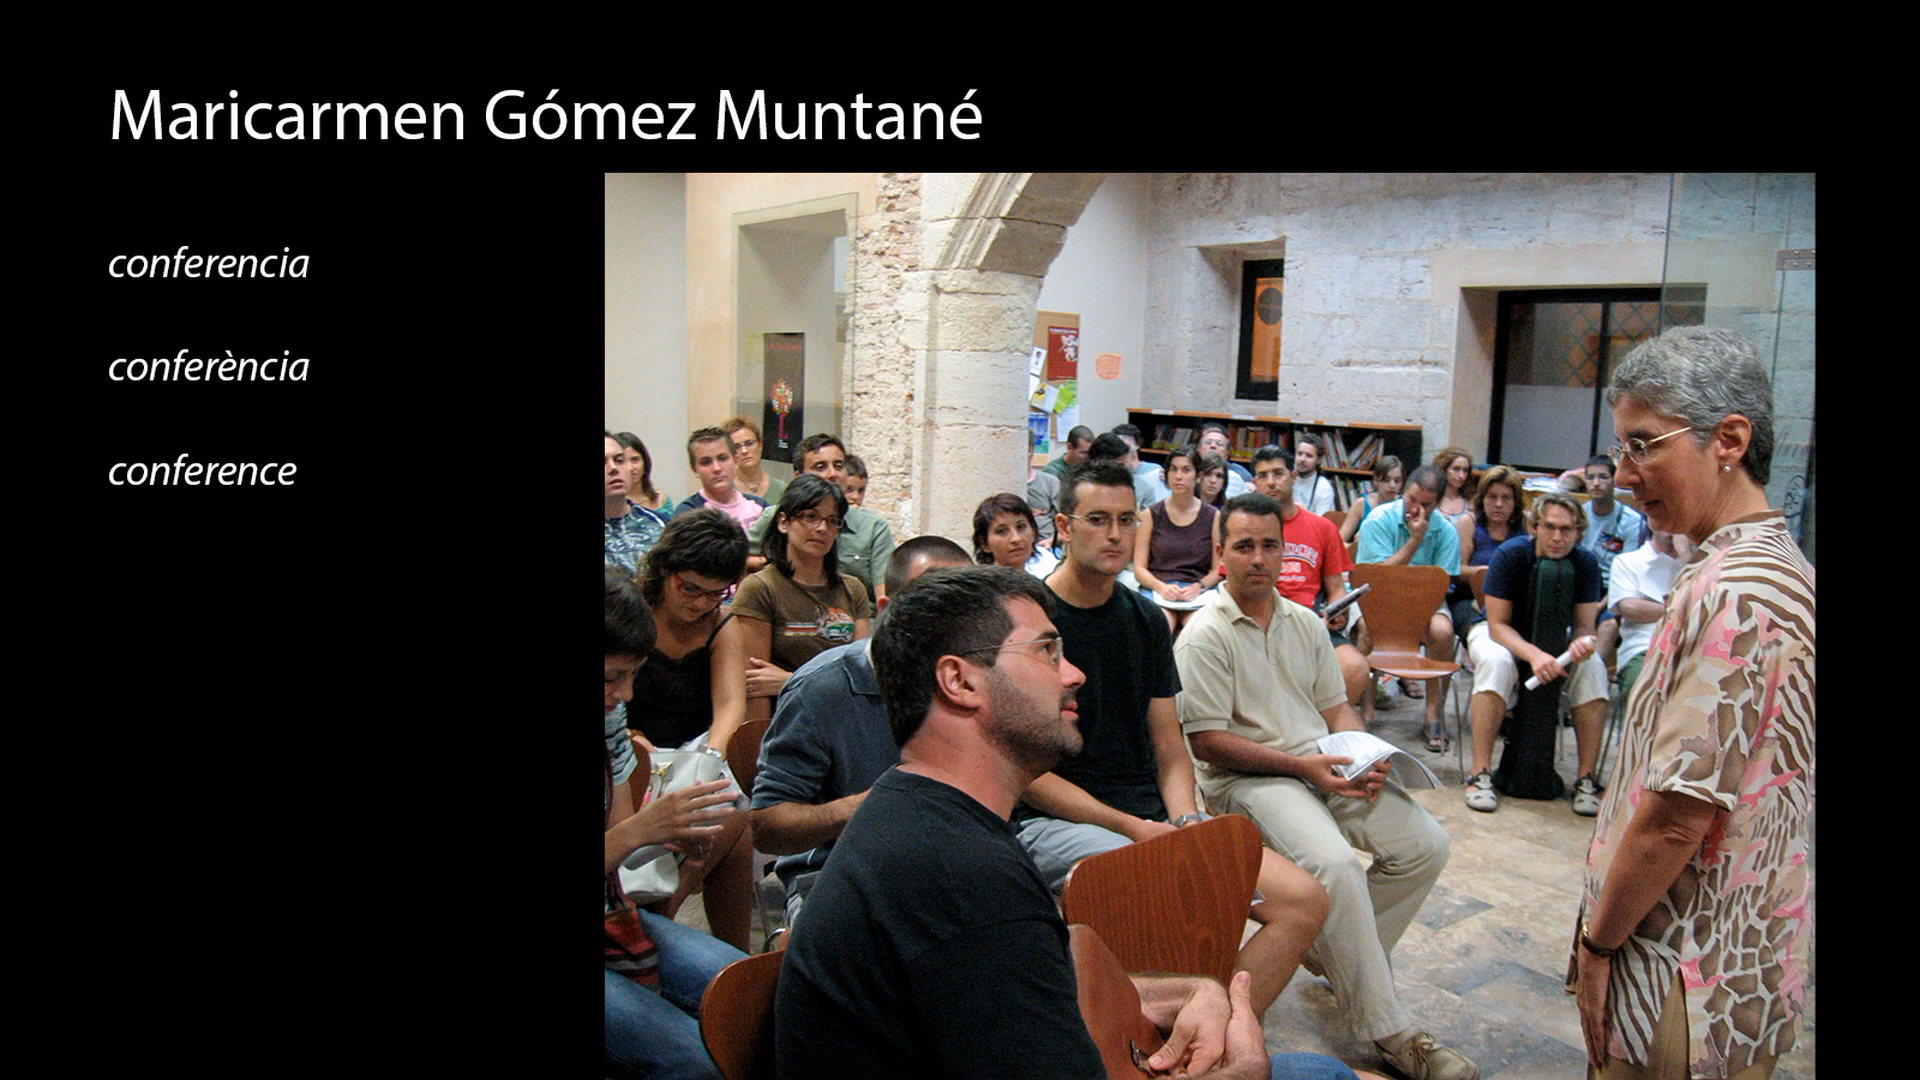 Maricarmen Gómez Muntané
conferencia
conferència
conference